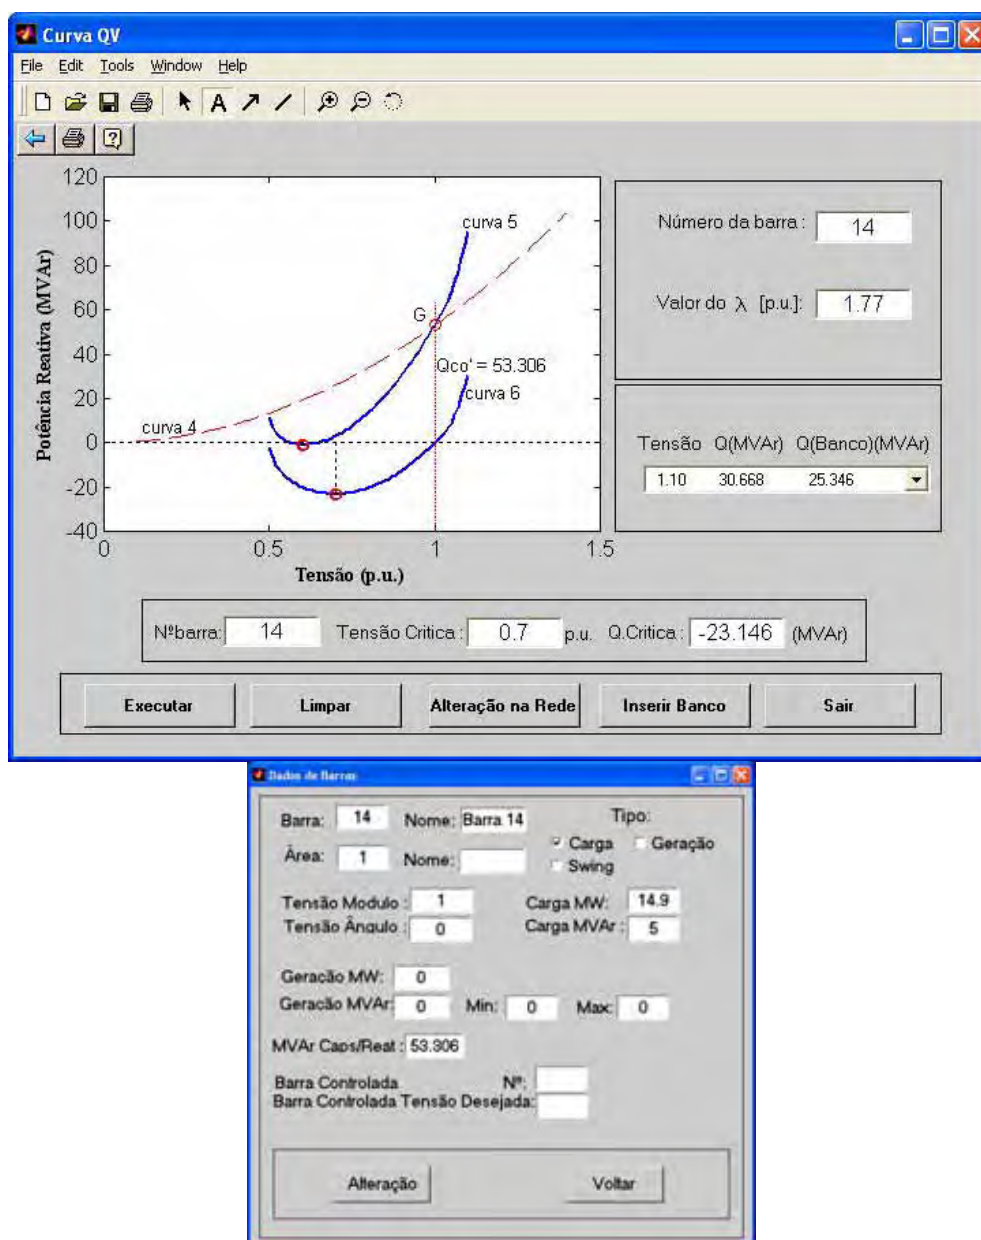 Curva QV
File Edit Tools Window Help
A
120
100
80
60
40
20
0
-20
-40
0 0.5 1 1.5
Potência Reativa (MVAr)
Tensão (p.u.)
curva 5
G
Qco' = 53.306
curva 6
curva 4
Número da barra : 14
Valor do λ [p.u.]: 1.77
Tensão Q(MVAr) Q(Banco)(MVAr)
1.10 30.668 25.346
Nºbarra: 14 Tensão Critica : 0.7 p.u. Q.Critica : -23.146 (MVAr)
Executar Limpar Alteração na Rede Inserir Banco Sair
Dados de Barras
Barra: 14 Nome: Barra 14 Tipo:
Carga Geração
Área: 1 Nome:
Swing
Tensão Modulo : 1 Carga MW: 14.9
Tensão Ângulo : 0 Carga MVAr : 5
Geração MW: 0
Geração MVAr: 0 Min: 0 Max: 0
MVAr Caps/Reat : 53.306
Barra Controlada Nº:
Barra Controlada Tensão Desejada:
Alteração Voltar